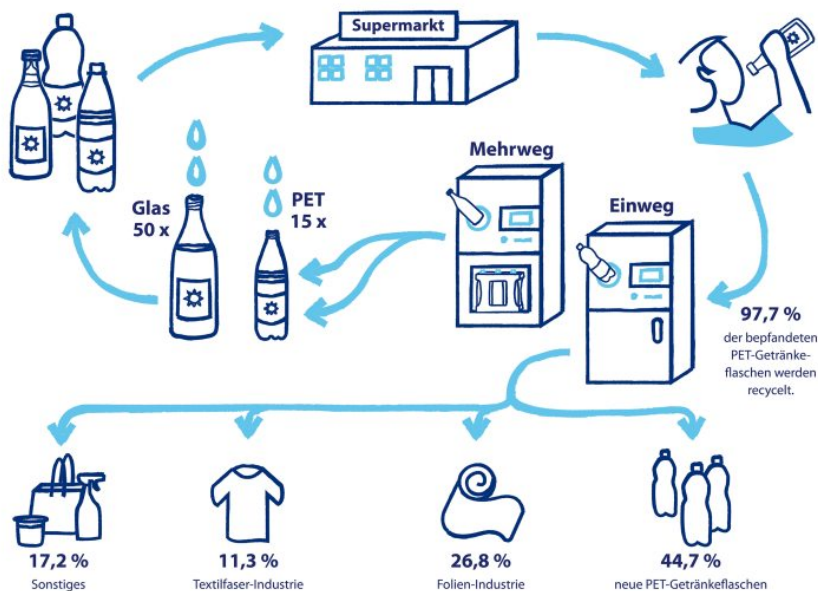 Supermarkt
Mehrweg
Glas
50 x
PET
15 x
Einweg
97,7 %
der bepfandeten
PET-Getränke-
flaschen werden
recycelt.
17,2 %
Sonstiges
11,3 %
Textilfaser-Industrie
26,8 %
Folien-Industrie
44,7 %
neue PET-Getränkeflaschen